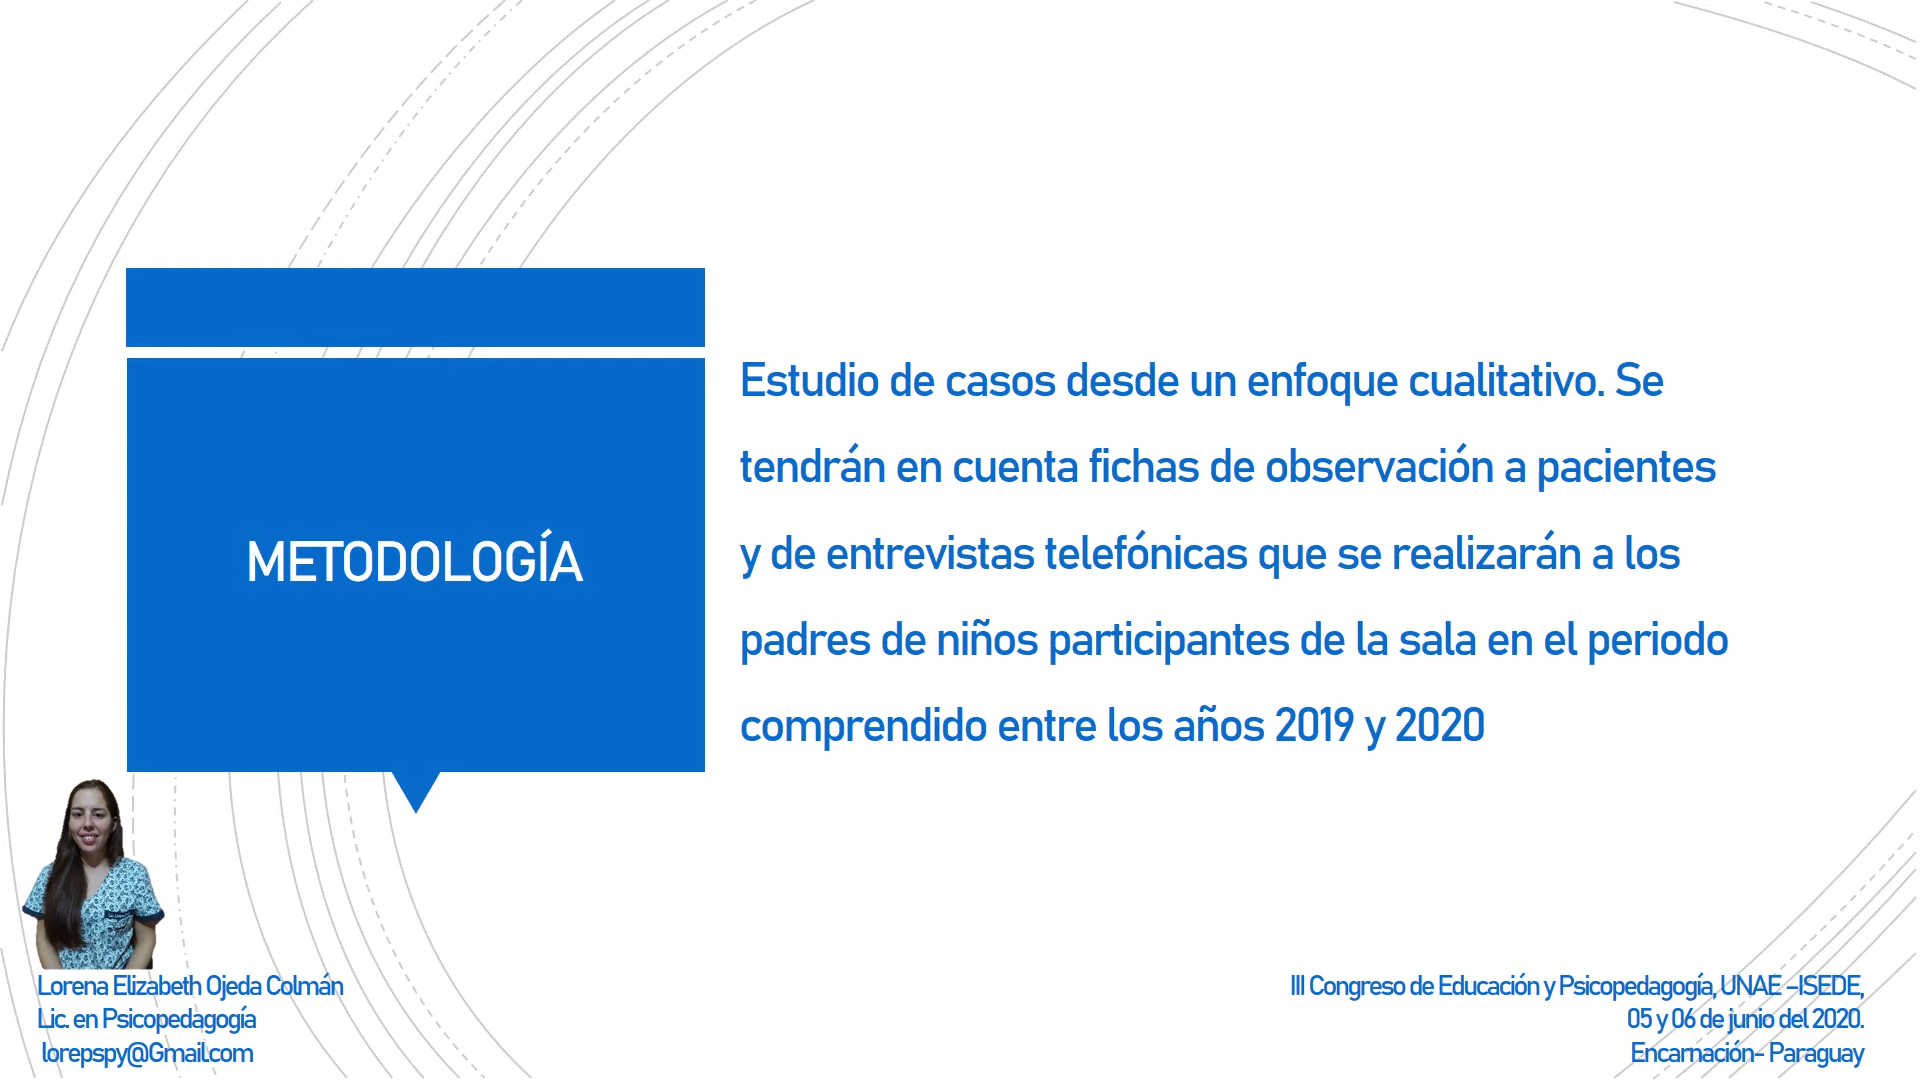 METODOLOGÍA
Estudio de casos desde un enfoque cualitativo. Se
tendrán en cuenta fichas de observación a pacientes
y de entrevistas telefónicas que se realizarán a los
padres de niños participantes de la sala en el periodo
comprendido entre los años 2019 y 2020
Lorena Elizabeth Ojeda Colmán
Lic. en Psicopedagogía
lorepspy@Gmail.com
III Congreso de Educación y Psicopedagogía, UNAE –ISEDE,
05 y 06 de junio del 2020.
Encarnación- Paraguay